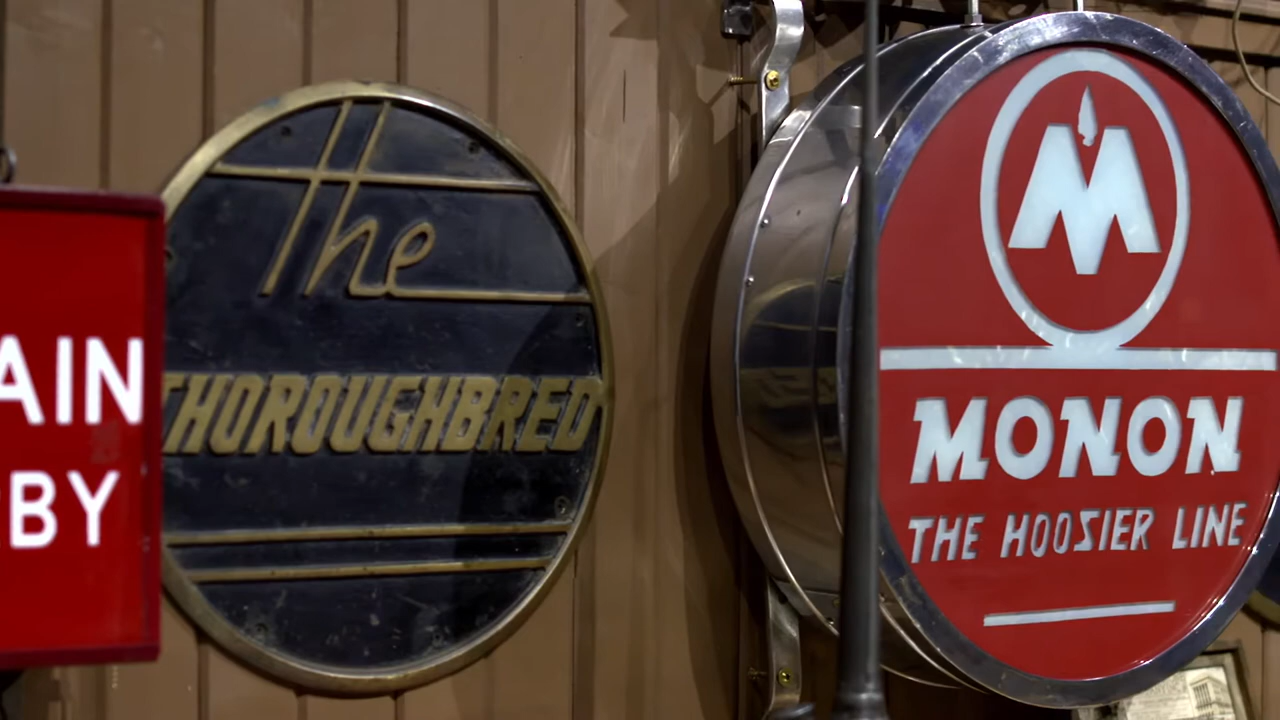 AIN
BY
The
THOROUGHBRED
M
MONON
THE HOOSIER LINE